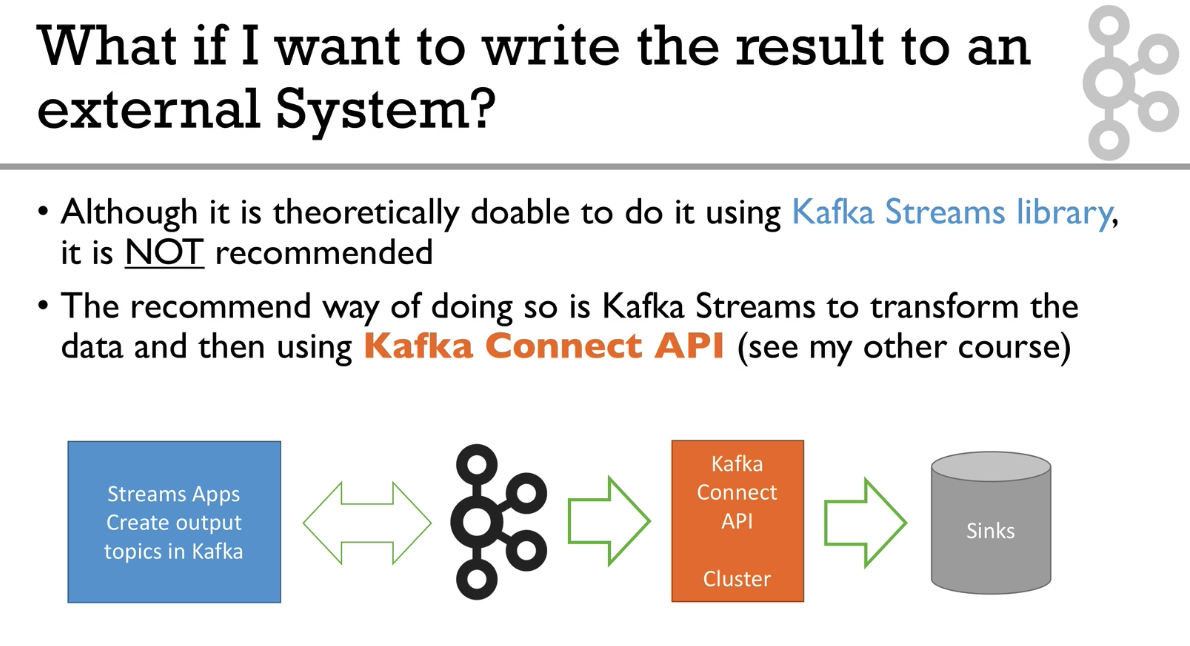 What if I want to write the result to an
external System?
• Although it is theoretically doable to do it using Kafka Streams library,
it is NOT recommended
• The recommend way of doing so is Kafka Streams to transform the
data and then using Kafka Connect API (see my other course)
Streams Apps
Create output
topics in Kafka
Kafka
Connect
API
Cluster
Sinks